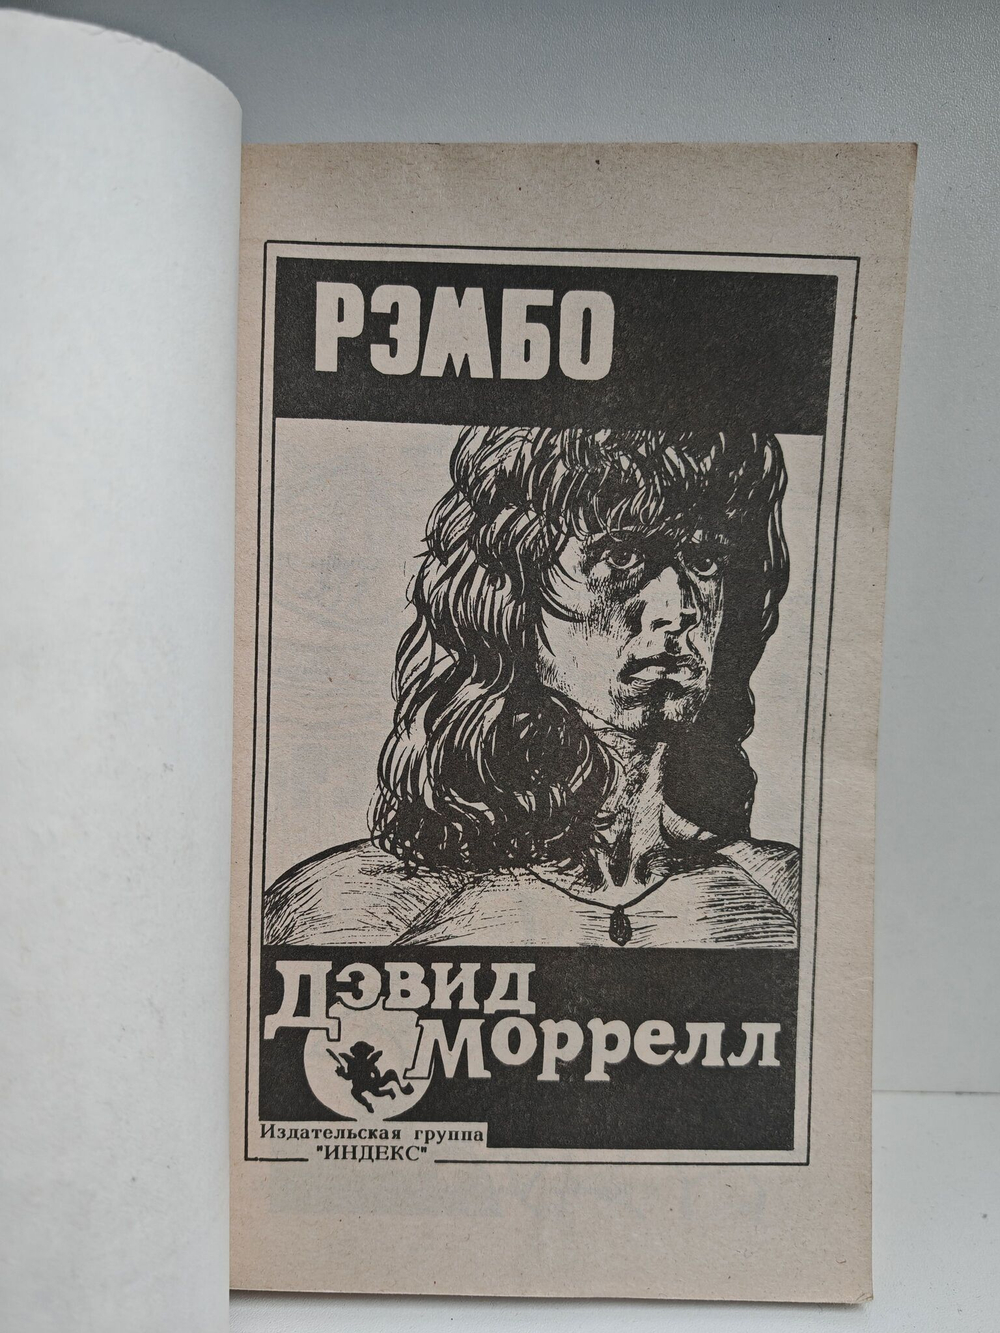 РЭМБО
Дэвид
Моррелл
Издательская группа
"ИНДЕКС"